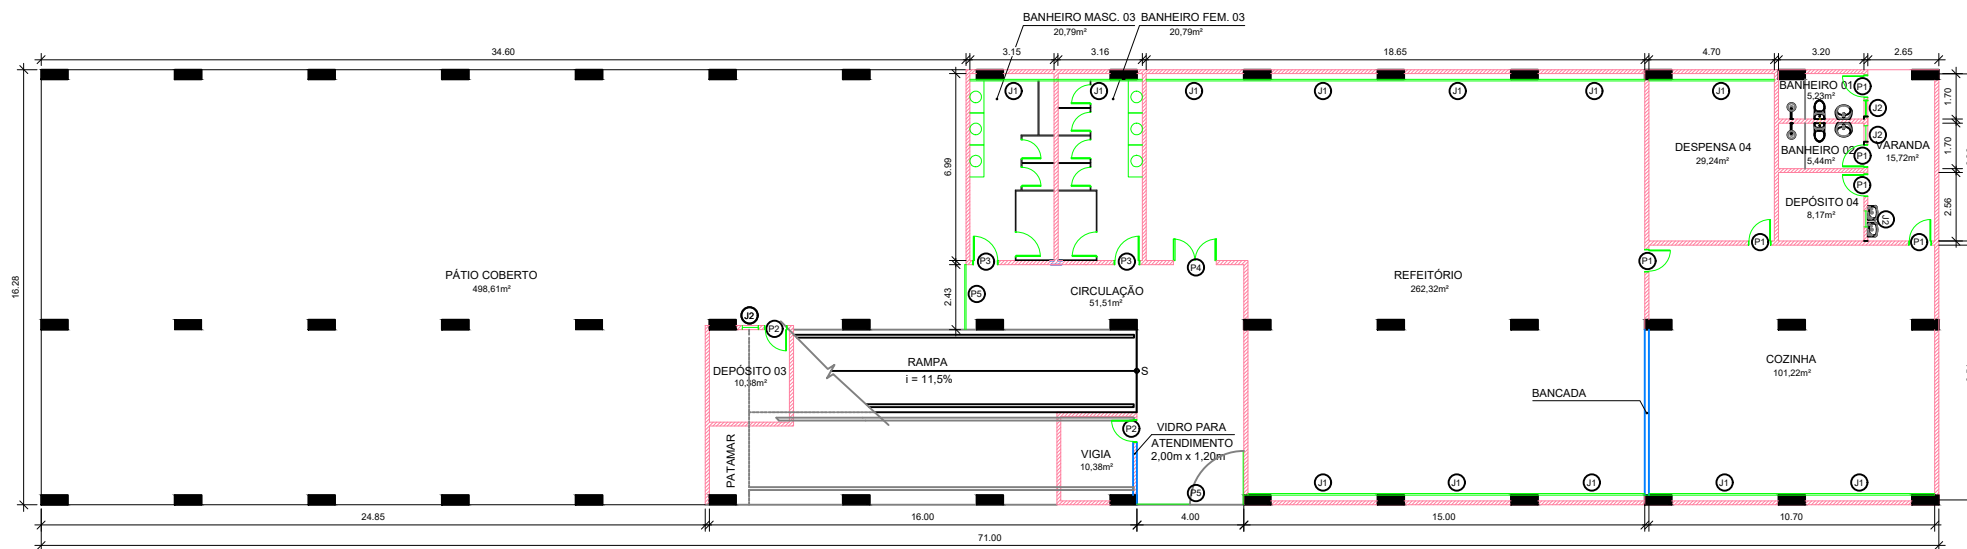 BANHEIRO MASC. 03
20,79m²
BANHEIRO FEM. 03
20,79m²
34.60
3.15
3.16
18.65
4.70
3.20
2.65
J1
J1
J1
J1
J1
J1
J1
BANHEIRO 01
5,23m²
P1
J2
1.70
16.28
6.99
DESPENSA 04
29,24m²
BANHEIRO 02
5,44m²
J2
P1
VARANDA
15,72m²
1.70
P1
DEPÓSITO 04
8,17m²
J2
2.56
P1
P1
P3
P3
P4
P1
PÁTIO COBERTO
498,61m²
2.43
P5
CIRCULAÇÃO
51,51m²
REFEITÓRIO
262,32m²
J2
P2
DEPÓSITO 03
10,38m²
RAMPA
i = 11,5%
S
COZINHA
101,22m²
BANCADA
PATAMAR
P2
VIGIA
10,38m²
VIDRO PARA
ATENDIMENTO
2,00m x 1,20m
P5
J1
J1
J1
J1
J1
24.85
16.00
4.00
15.00
10.70
71.00